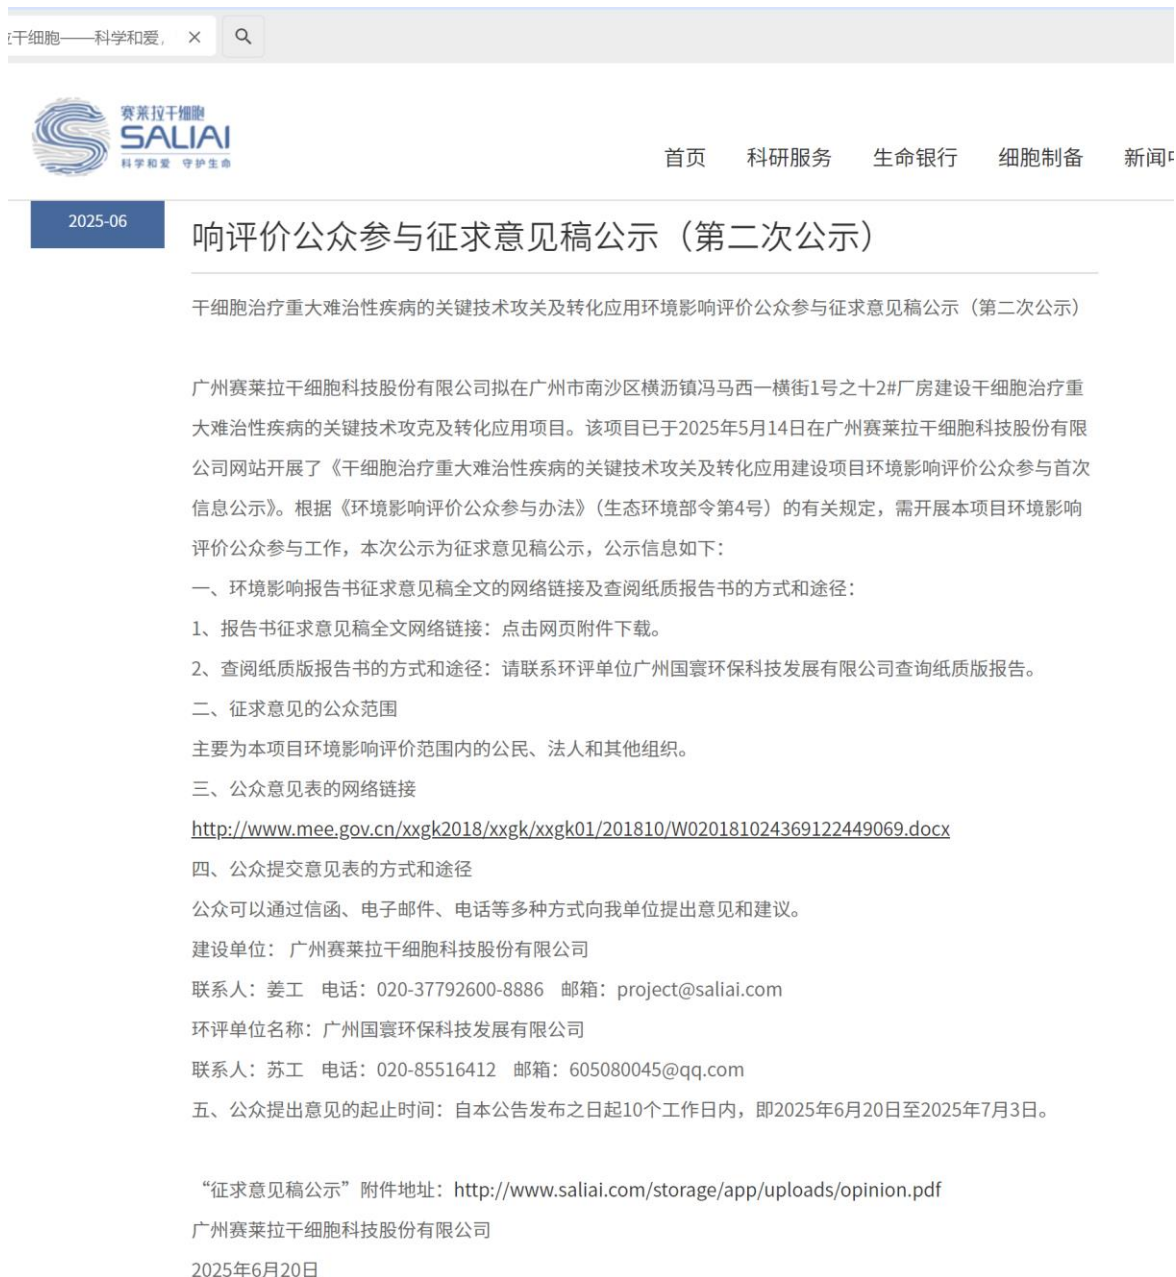 干细胞——科学和爱,
赛莱拉干细胞
SALIAI
科学和爱 守护生命
首页 科研服务 生命银行 细胞制备 新闻中
2025-06
响评价公众参与征求意见稿公示（第二次公示）
干细胞治疗重大难治性疾病的关键技术攻关及转化应用环境影响评价公众参与征求意见稿公示（第二次公示）
广州赛莱拉干细胞科技股份有限公司拟在广州市南沙区横沥镇冯马西一横街1号之十2#厂房建设干细胞治疗重
大难治性疾病的关键技术攻克及转化应用项目。该项目已于2025年5月14日在广州赛莱拉干细胞科技股份有限
公司网站开展了《干细胞治疗重大难治性疾病的关键技术攻关及转化应用建设项目环境影响评价公众参与首次
信息公示》。根据《环境影响评价公众参与办法》（生态环境部令第4号）的有关规定，需开展本项目环境影响
评价公众参与工作，本次公示为征求意见稿公示，公示信息如下：
一、环境影响报告书征求意见稿全文的网络链接及查阅纸质报告书的方式和途径：
1、报告书征求意见稿全文网络链接：点击网页附件下载。
2、查阅纸质版报告书的方式和途径：请联系环评单位广州国寰环保科技发展有限公司查询纸质版报告。
二、征求意见的公众范围
主要为本项目环境影响评价范围内的公民、法人和其他组织。
三、公众意见表的网络链接
http://www.mee.gov.cn/xxgk2018/xxgk/xxgk01/201810/W020181024369122449069.docx
四、公众提交意见表的方式和途径
公众可以通过信函、电子邮件、电话等多种方式向我单位提出意见和建议。
建设单位： 广州赛莱拉干细胞科技股份有限公司
联系人：姜工 电话：020-37792600-8886 邮箱：project@saliai.com
环评单位名称：广州国寰环保科技发展有限公司
联系人：苏工 电话：020-85516412 邮箱：605080045@qq.com
五、公众提出意见的起止时间：自本公告发布之日起10个工作日内，即2025年6月20日至2025年7月3日。
“征求意见稿公示”附件地址：http://www.saliai.com/storage/app/uploads/opinion.pdf
广州赛莱拉干细胞科技股份有限公司
2025年6月20日